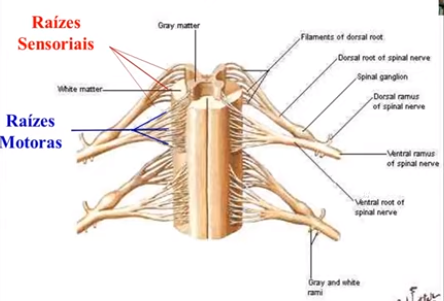 Raízes
Sensoriais
Gray matter
Filaments of dorsal root
Dorsal root of spinal nerve
Spinal ganglion
White matter
Dorsal ramus
of spinal nerve
Raízes
Motoras
Ventral ramus
of spinal nerve
Ventral root of
spinal nerve
Gray and white
rami